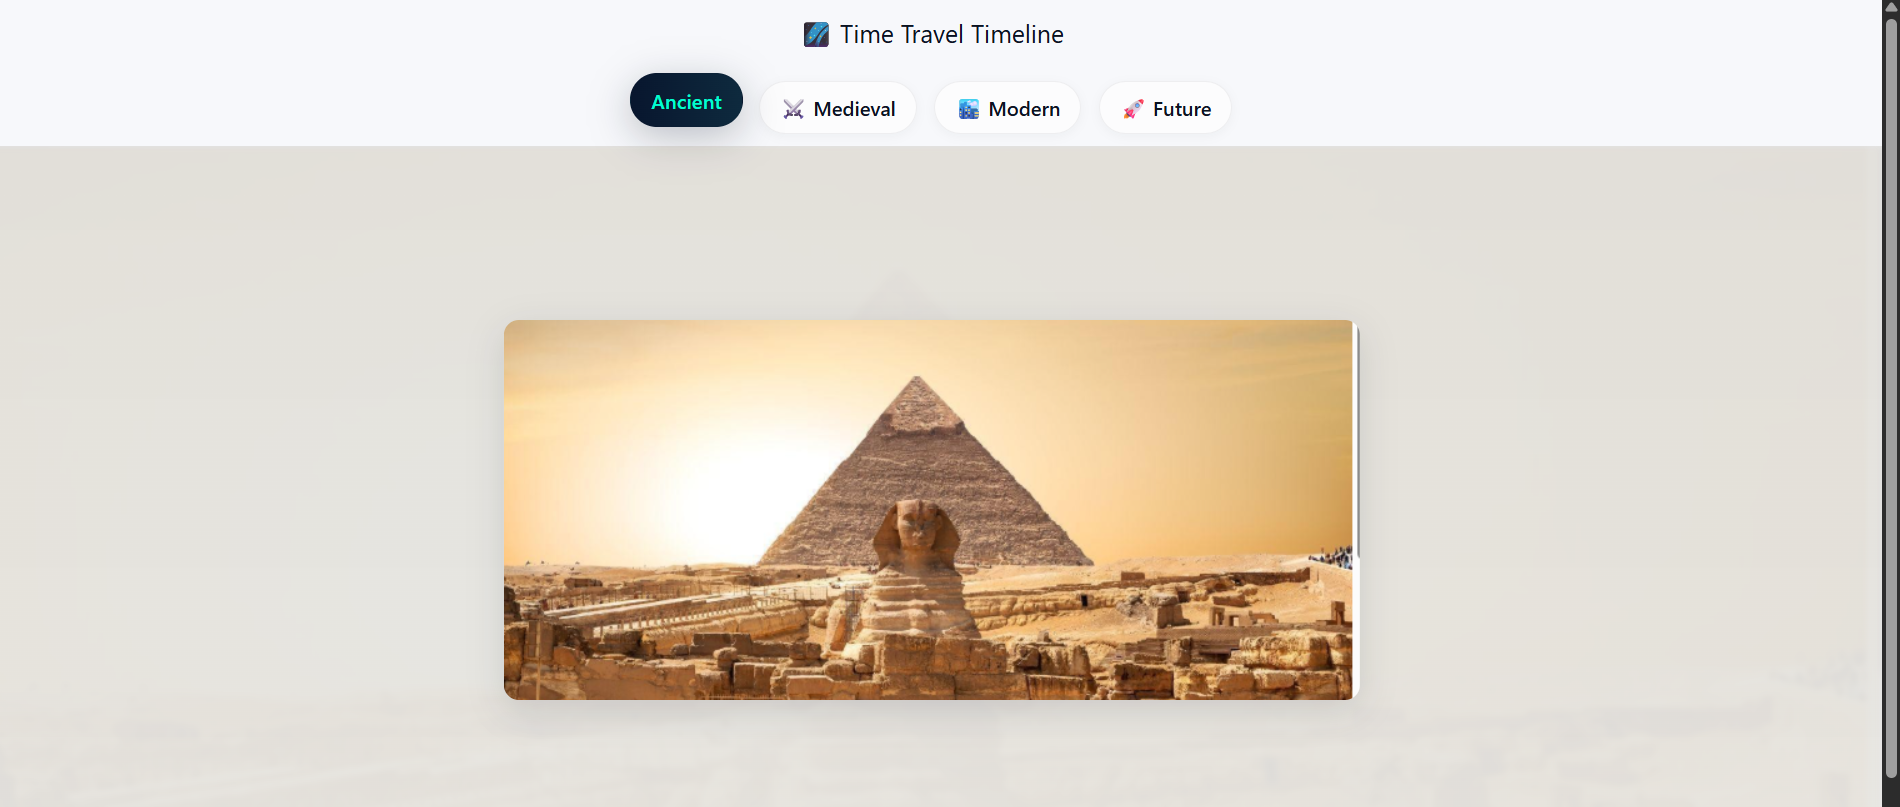 Time Travel Timeline
Ancient
Medieval
Modern
Future